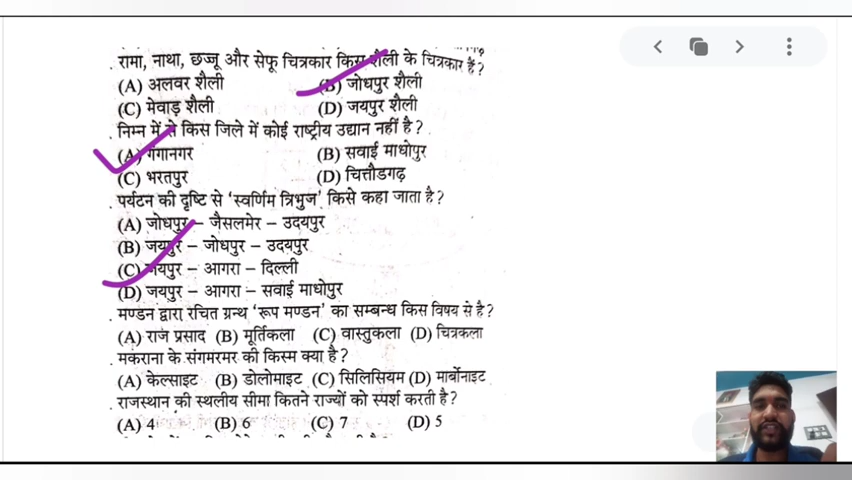 . रामा, नाथा, छज्जू और सेफू चित्रकार किस शैली के चित्रकार है?
(A) अलवर शैली (B) जोधपुर शैली
(C) मेवाड़ शैली (D) जयपुर शैली
. निम्न में से किस जिले में कोई राष्ट्रीय उद्यान नहीं है?
(A) गंगानगर (B) सवाई माधोपुर
(C) भरतपुर (D) चित्तौडगढ़
. पर्यटन की दृष्टि से ‘स्वर्णिम त्रिभुज’ किसे कहा जाता है?
(A) जोधपुर – जैसलमेर – उदयपुर
(B) जयपुर – जोधपुर – उदयपुर
(C) जयपुर – आगरा – दिल्ली
(D) जयपुर – आगरा – सवाई माधोपुर
. मण्डन द्वारा रचित ग्रन्थ ‘रूप मण्डन’ का सम्बन्ध किस विषय से है?
(A) राज प्रसाद (B) मूर्तिकला (C) वास्तुकला (D) चित्रकला
. मकराना के संगमरमर की किस्म क्या है?
(A) केल्साइट (B) डोलोमाइट (C) सिलिसियम (D) मार्बोनाइट
. राजस्थान की स्थलीय सीमा कितने राज्यों को स्पर्श करती है?
(A) 4 (B) 6 (C) 7 (D) 5